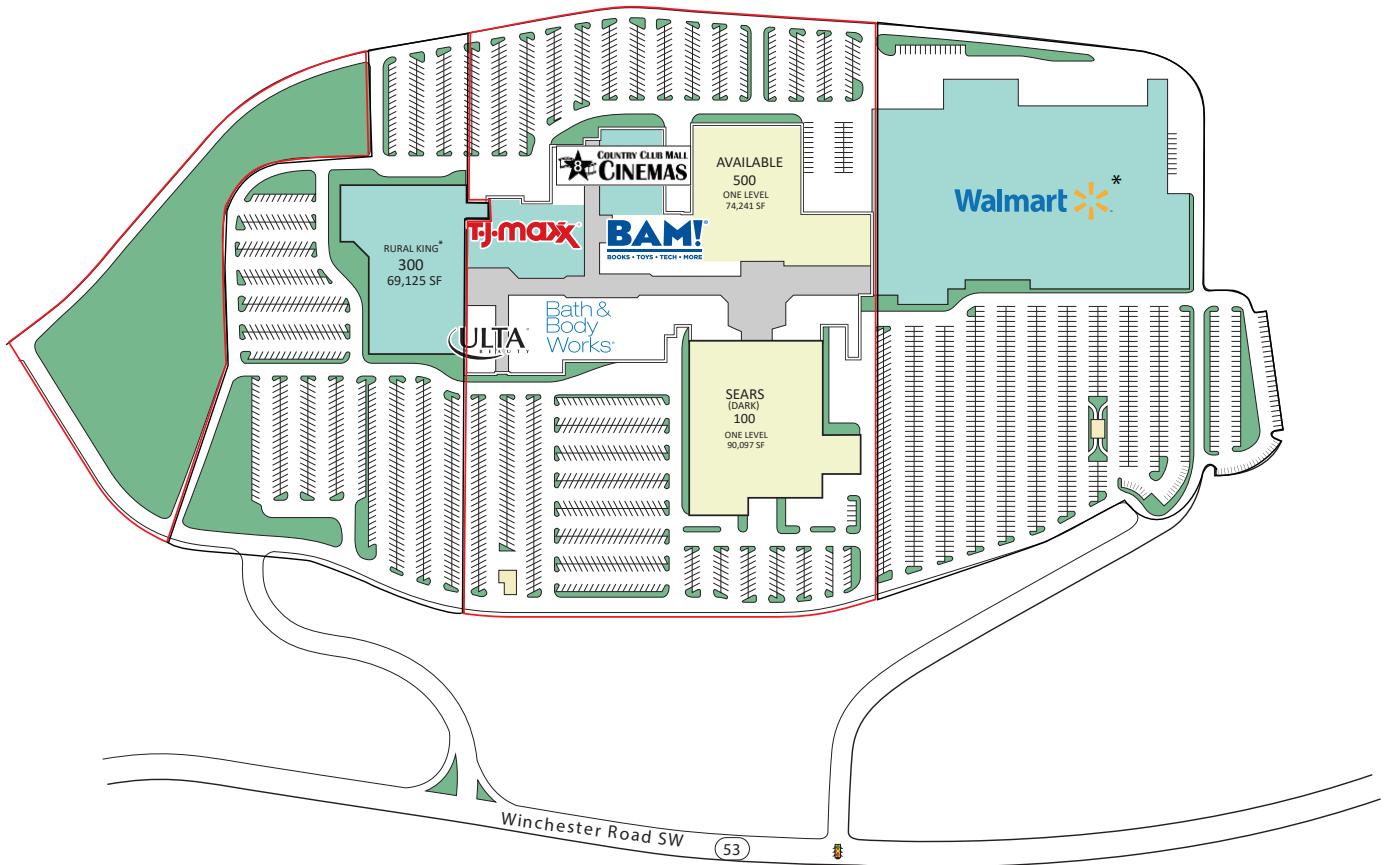 COUNTRY CLUB MALL
8
CINEMAS
AVAILABLE
500
ONE LEVEL
74,241 SF
Walmart *
RURAL KING*
300
69,125 SF
T·J·maxx
BAM!
BOOKS • TOYS • TECH • MORE
ULTA
BEAUTY
Bath &
Body
Works
SEARS
(DARK)
100
ONE LEVEL
90,097 SF
Winchester Road SW
53